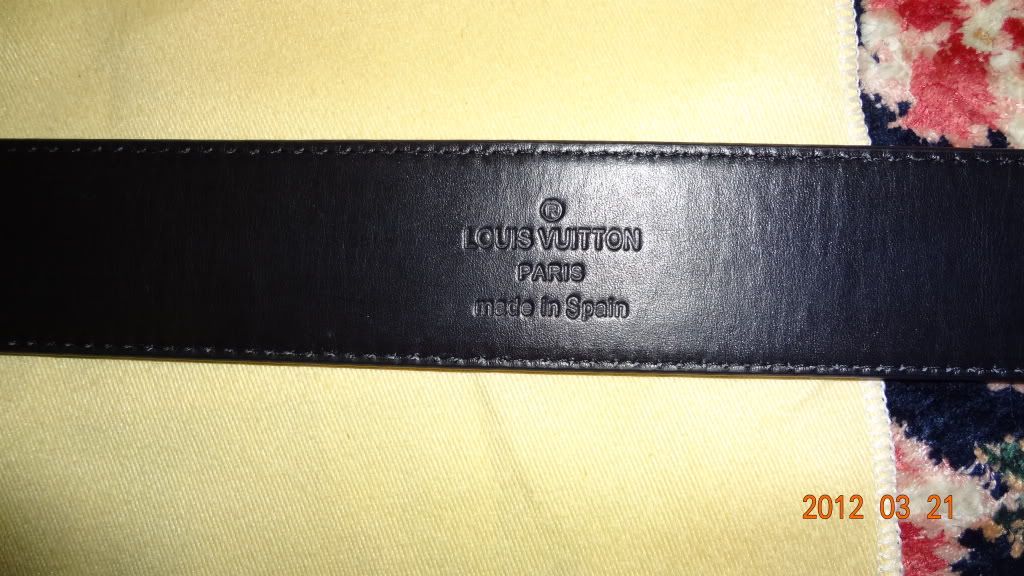 ®
LOUIS VUITTON
PARIS
made in Spain
2012 03 21